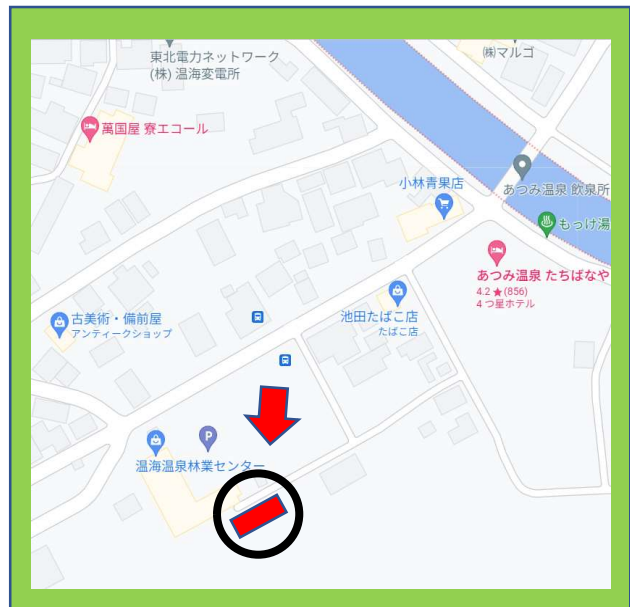 東北電力ネットワーク
(株) 温海変電所
(株)マルゴ
萬国屋 寮エコール
小林青果店
あつみ温泉 飲泉所
もっけ湯
あつみ温泉 たちばなや
4.2 ★ (856)
4 つ星ホテル
古美術・備前屋
アンティークショップ
池田たばこ店
たばこ店
P
温海温泉林業センター